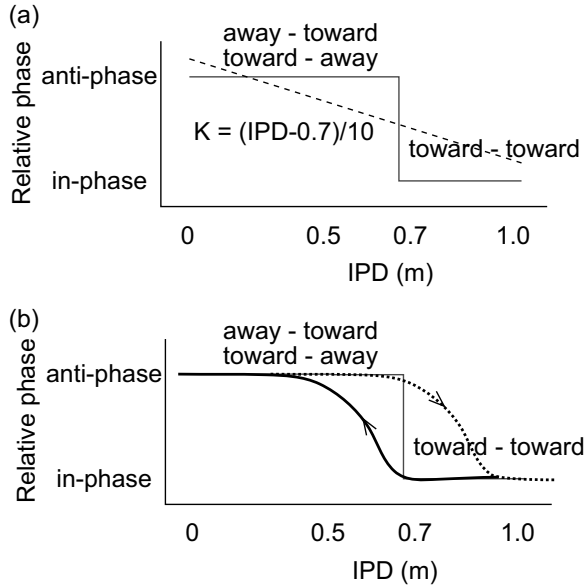 (a)
away - toward
toward - away
anti-phase
K = (IPD-0.7)/10
toward - toward
in-phase
Relative phase
0 0.5 0.7 1.0
IPD (m)
(b)
away - toward
toward - away
anti-phase
toward - toward
in-phase
Relative phase
0 0.5 0.7 1.0
IPD (m)